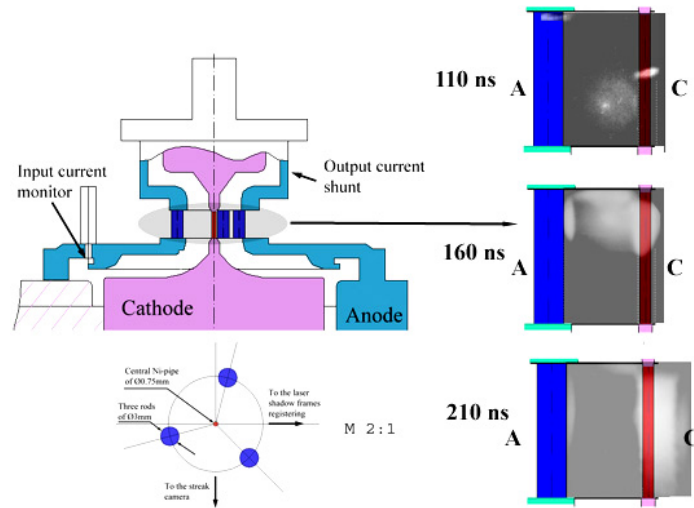 110 ns
A
C
Output current
shunt
Input current
monitor
160 ns
A
C
Cathode
Anode
Central Ni-pipe
of Ø0.75mm
To the laser
shadow frames
registering
Three rods
of Ø3mm
M 2:1
To the streak
camera
210 ns
A
C